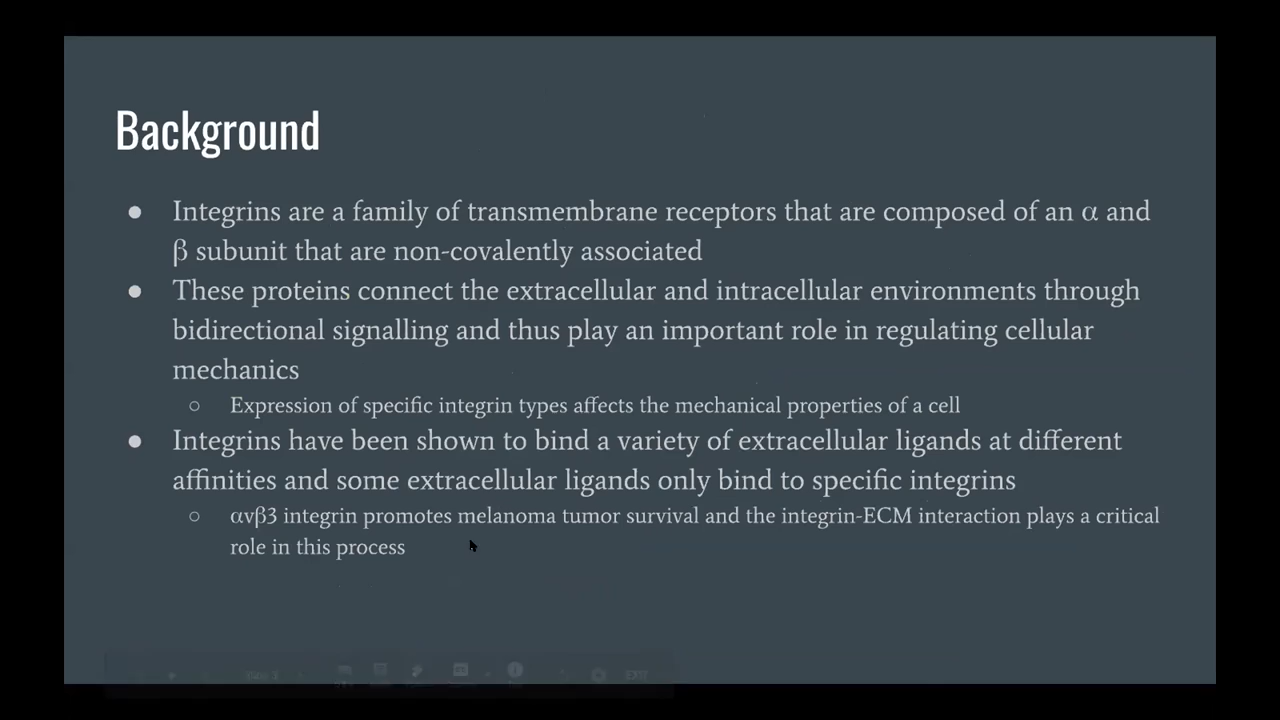 Background
● Integrins are a family of transmembrane receptors that are composed of an α and
β subunit that are non-covalently associated
● These proteins connect the extracellular and intracellular environments through
bidirectional signalling and thus play an important role in regulating cellular
mechanics
○ Expression of specific integrin types affects the mechanical properties of a cell
● Integrins have been shown to bind a variety of extracellular ligands at different
affinities and some extracellular ligands only bind to specific integrins
○ αvβ3 integrin promotes melanoma tumor survival and the integrin-ECM interaction plays a critical
role in this process
EXIT